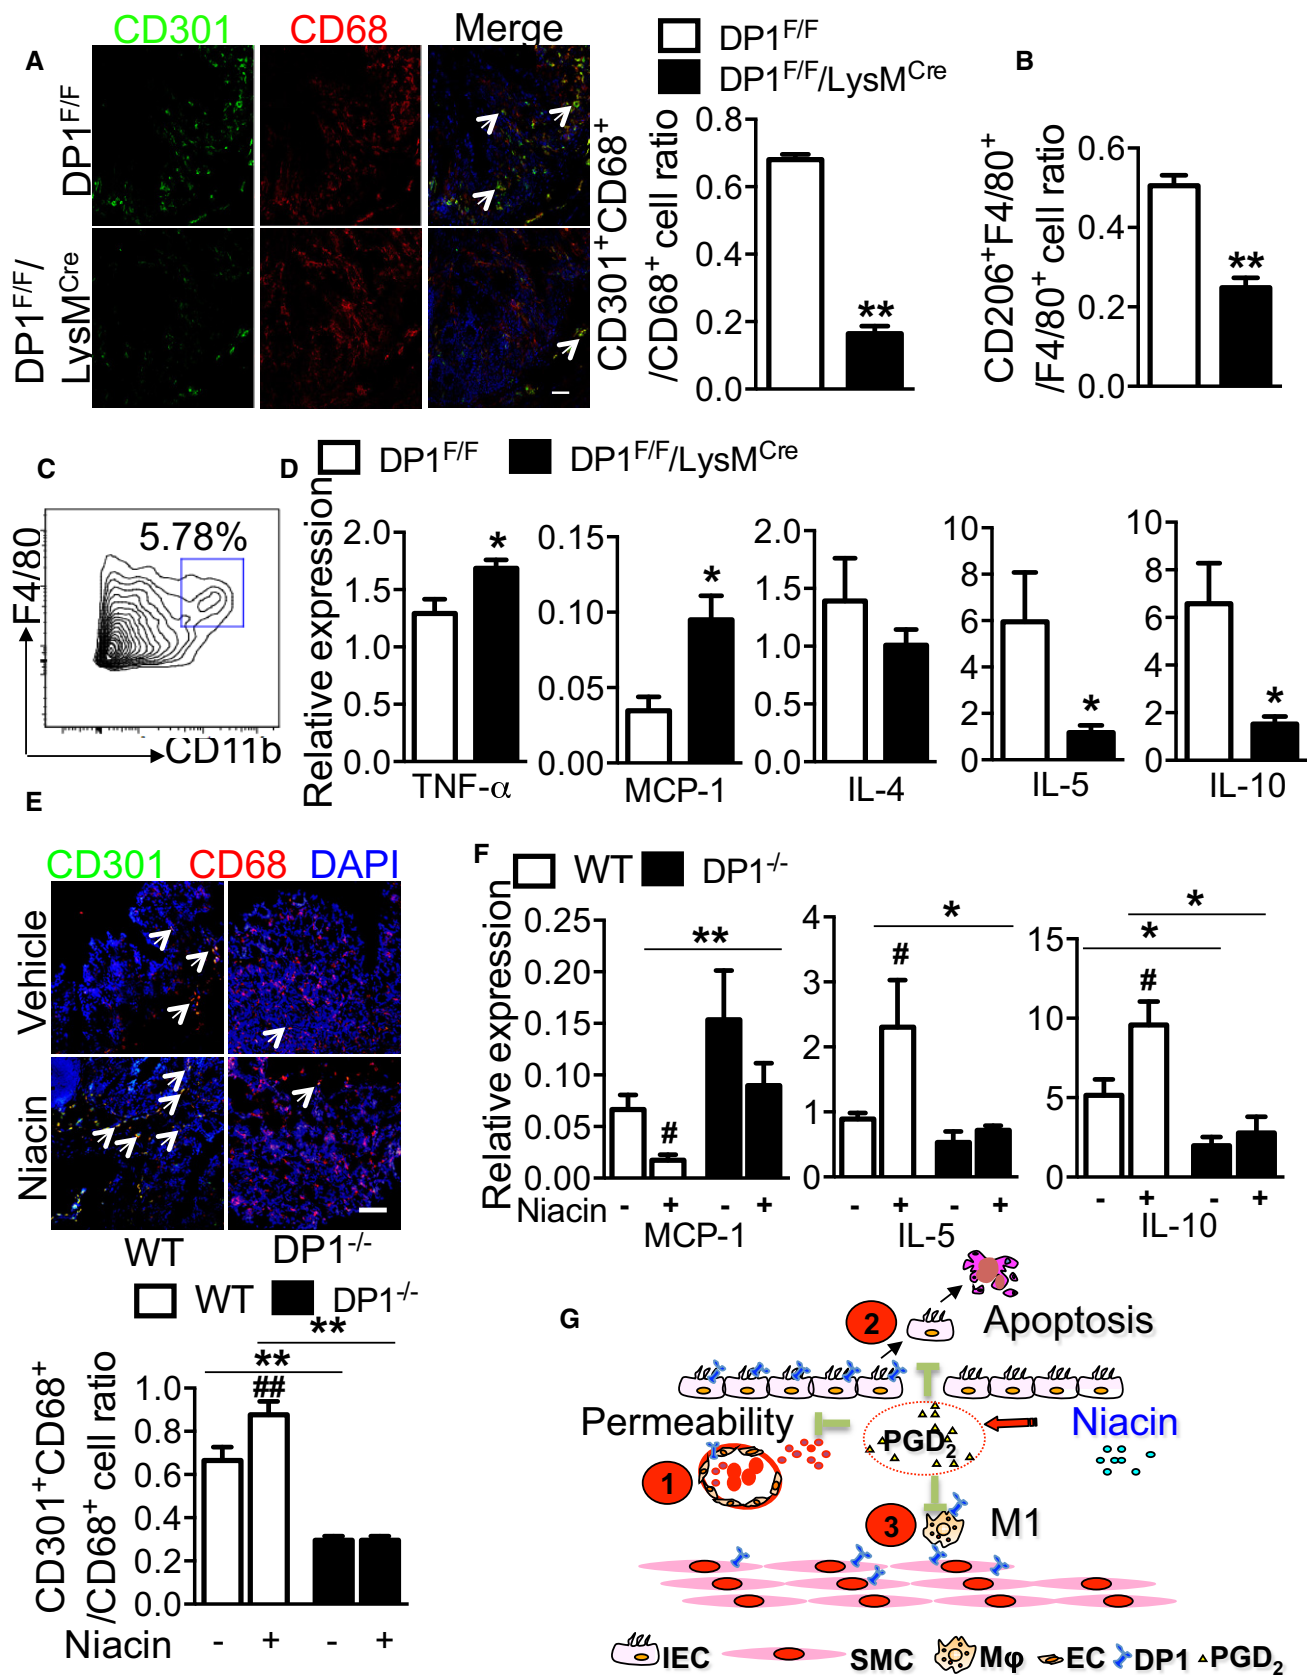 A
CD301 CD68 Merge
DP1F/F
DP1F/F/
LysMCre
DP1F/F
DP1F/F/LysMCre
CD301+CD68+
/CD68+ cell ratio
0.8
0.6
0.4
0.2
0.0
**
B
CD206+F4/80+
/F4/80+ cell ratio
0.6
0.4
0.2
0.0
**
C
F4/80
5.78%
CD11b
D
DP1F/F DP1F/F/LysMCre
Relative expression
2.0
1.5
1.0
0.5
0.0
*
TNF-α
0.15
0.10
0.05
0.00
*
MCP-1
2.0
1.5
1.0
0.5
0.0
IL-4
10
8
6
4
2
0
*
IL-5
10
8
6
4
2
0
*
IL-10
E
CD301 CD68 DAPI
Vehicle
Niacin
WT DP1-/-
WT DP1-/-
CD301+CD68+
/CD68+ cell ratio
1.0
0.8
0.6
0.4
0.2
0.0
**
**
##
Niacin - + - +
F
WT DP1-/-
Relative expression
0.25
0.20
0.15
0.10
0.05
0.00
**
#
Niacin - + - +
MCP-1
4
3
2
1
0
*
#
- + - +
IL-5
15
10
5
0
*
*
#
- + - +
IL-10
G
2
Apoptosis
Permeability
PGD2
Niacin
1
3
M1
IEC SMC Mφ EC DP1 PGD2